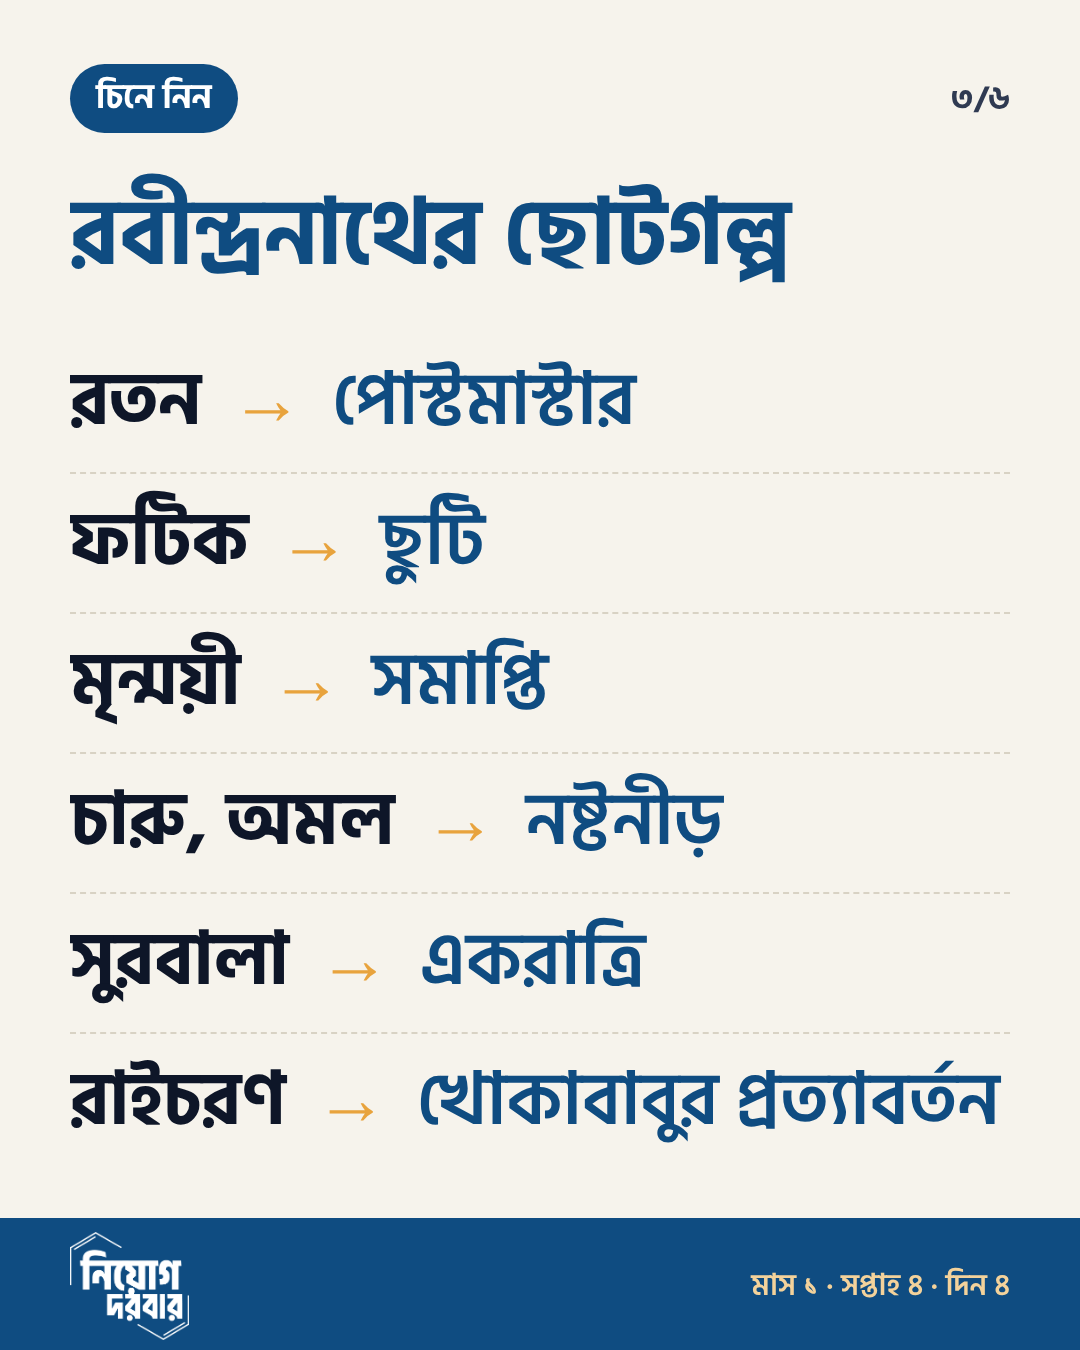 চিনে নিন
৩/৬
রবীন্দ্রনাথের ছোটগল্প
রতন → পোস্টমাস্টার
ফটিক → ছুটি
মৃন্ময়ী → সমাপ্তি
চারু, অমল → নষ্টনীড়
সুরবালা → একরাত্রি
রাইচরণ → খোকাবাবুর প্রত্যাবর্তন
নিয়োগ
দরবার
মাস ১ · সপ্তাহ ৪ · দিন ৪